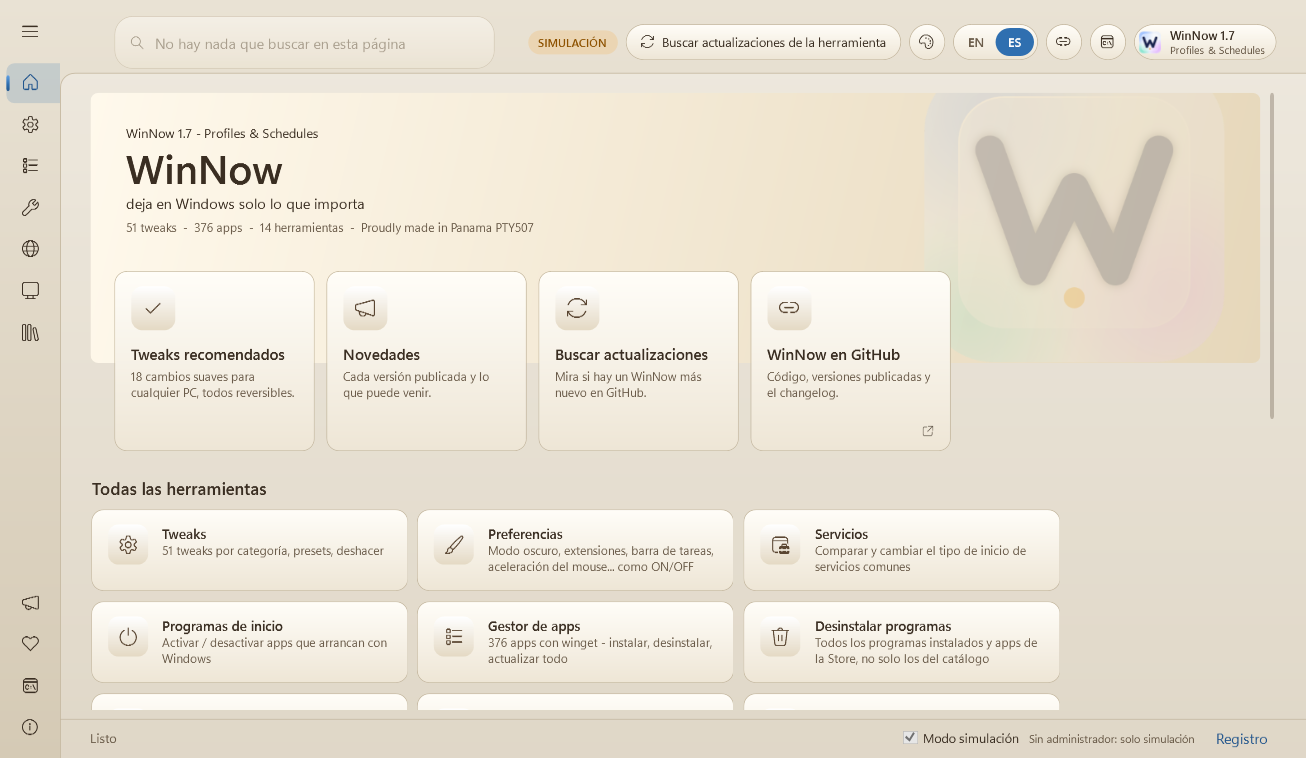 No hay nada que buscar en esta página
SIMULACIÓN
Buscar actualizaciones de la herramienta
EN
ES
WinNow 1.7
Profiles & Schedules
WinNow 1.7 - Profiles & Schedules
WinNow
deja en Windows solo lo que importa
51 tweaks - 376 apps - 14 herramientas - Proudly made in Panama PTY507
W
Tweaks recomendados
18 cambios suaves para
cualquier PC, todos reversibles.
Novedades
Cada versión publicada y lo
que puede venir.
Buscar actualizaciones
Mira si hay un WinNow más
nuevo en GitHub.
WinNow en GitHub
Código, versiones publicadas y
el changelog.
Todas las herramientas
Tweaks
51 tweaks por categoría, presets, deshacer
Preferencias
Modo oscuro, extensiones, barra de tareas,
aceleración del mouse... como ON/OFF
Servicios
Comparar y cambiar el tipo de inicio de
servicios comunes
Programas de inicio
Activar / desactivar apps que arrancan con
Windows
Gestor de apps
376 apps con winget - instalar, desinstalar,
actualizar todo
Desinstalar programas
Todos los programas instalados y apps de
la Store, no solo los del catálogo
Listo
Modo simulación
Sin administrador: solo simulación
Registro